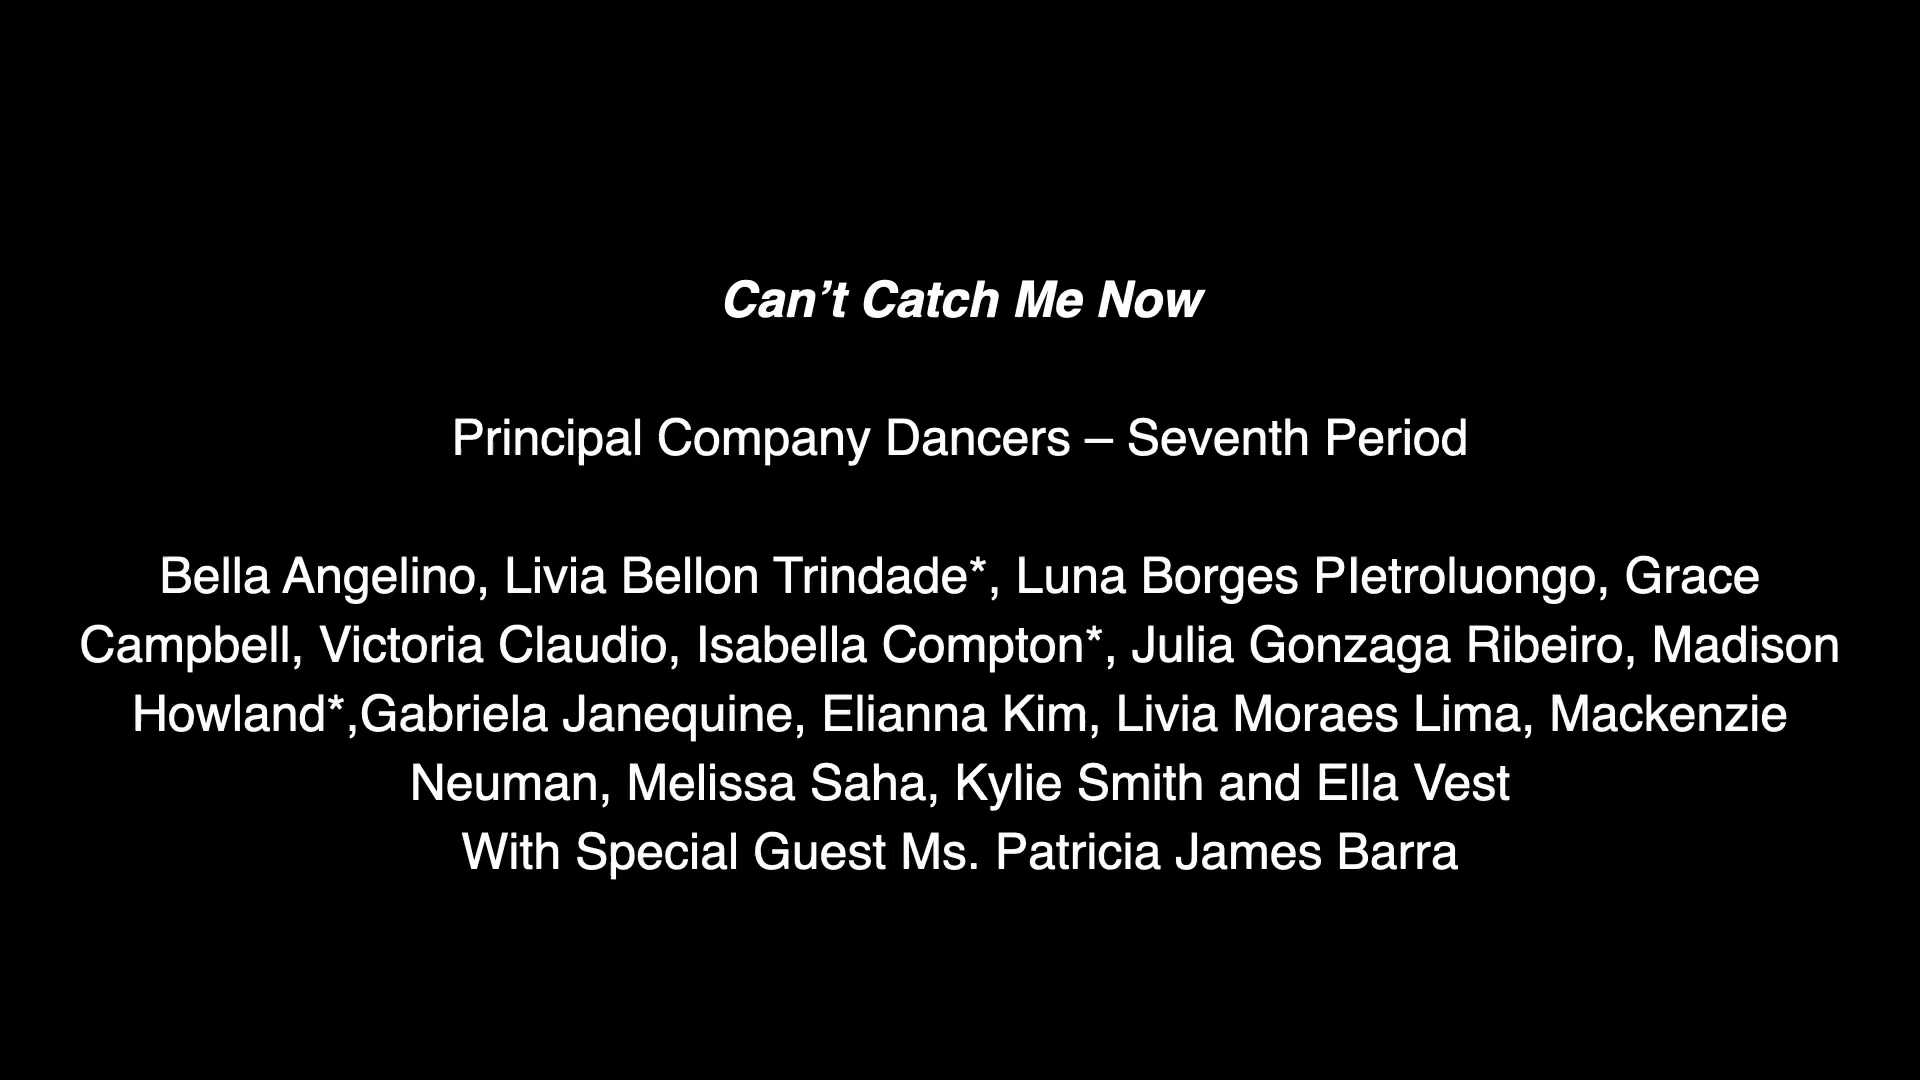 Can’t Catch Me Now
Principal Company Dancers – Seventh Period
Bella Angelino, Livia Bellon Trindade*, Luna Borges PIetroluongo, Grace
Campbell, Victoria Claudio, Isabella Compton*, Julia Gonzaga Ribeiro, Madison
Howland*,Gabriela Janequine, Elianna Kim, Livia Moraes Lima, Mackenzie
Neuman, Melissa Saha, Kylie Smith and Ella Vest
With Special Guest Ms. Patricia James Barra